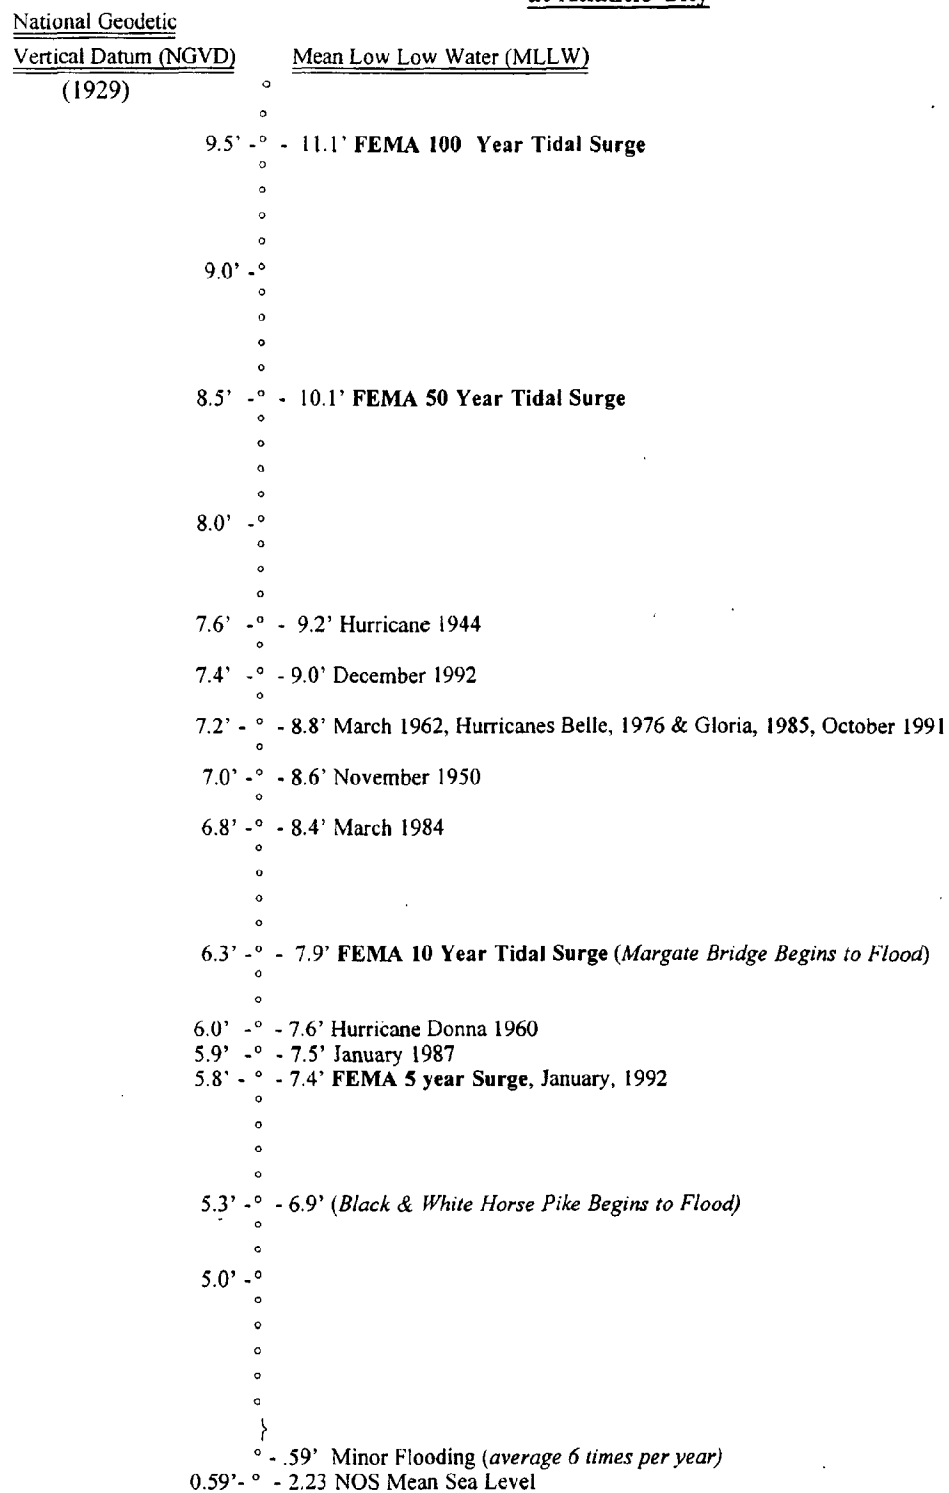 National Geodetic
Vertical Datum (NGVD) Mean Low Low Water (MLLW)
(1929)
9.5' - - 11.1' FEMA 100 Year Tidal Surge
9.0' -
8.5' - - 10.1' FEMA 50 Year Tidal Surge
8.0' -
7.6' - - 9.2' Hurricane 1944
7.4' - - 9.0' December 1992
7.2' - - 8.8' March 1962, Hurricanes Belle, 1976 & Gloria, 1985, October 1991
7.0' - - 8.6' November 1950
6.8' - - 8.4' March 1984
6.3' - - 7.9' FEMA 10 Year Tidal Surge (Margate Bridge Begins to Flood)
6.0' - - 7.6' Hurricane Donna 1960
5.9' - - 7.5' January 1987
5.8' - - 7.4' FEMA 5 year Surge, January, 1992
5.3' - - 6.9' (Black & White Horse Pike Begins to Flood)
5.0' -
}
- .59' Minor Flooding (average 6 times per year)
0.59' - - 2.23 NOS Mean Sea Level